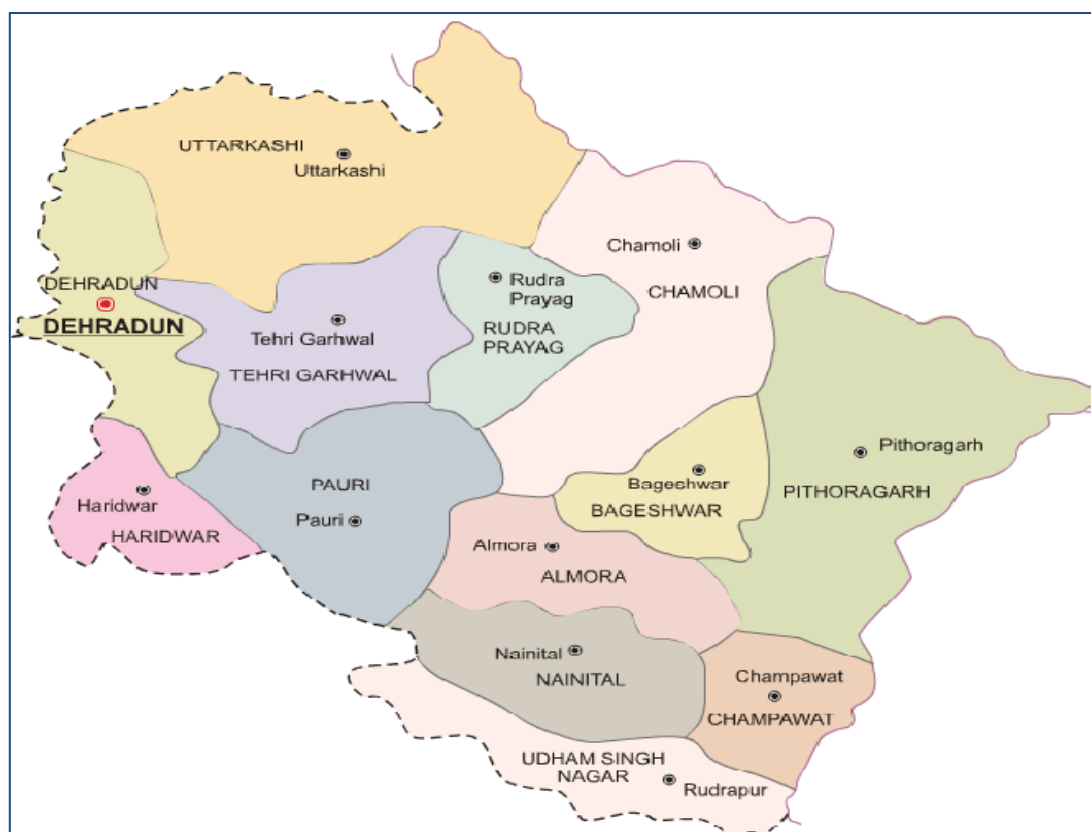 UTTARKASHI
Uttarkashi
Chamoli
CHAMOLI
DEHRADUN
DEHRADUN
Rudra
Prayag
RUDRA
PRAYAG
Tehri Garhwal
TEHRI GARHWAL
Pithoragarh
PITHORAGARH
Bageshwar
BAGESHWAR
PAURI
Pauri
Haridwar
HARIDWAR
Almora
ALMORA
Nainital
NAINITAL
Champawat
CHAMPAWAT
UDHAM SINGH
NAGAR
Rudrapur